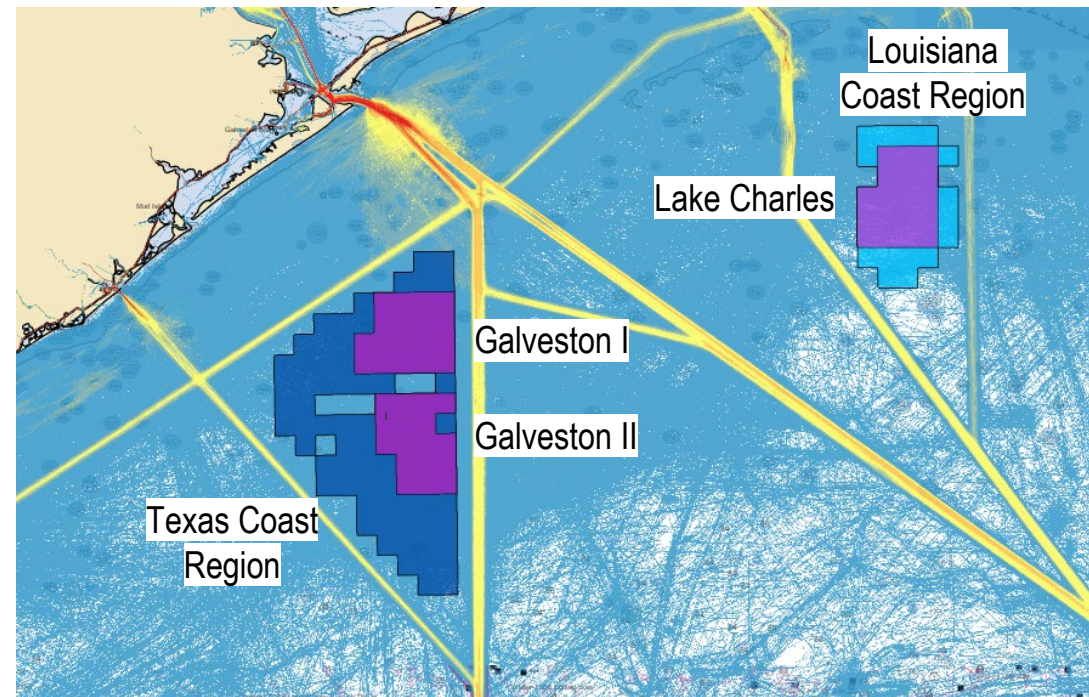 Louisiana
Coast Region
Lake Charles
Galveston I
Galveston II
Texas Coast
Region